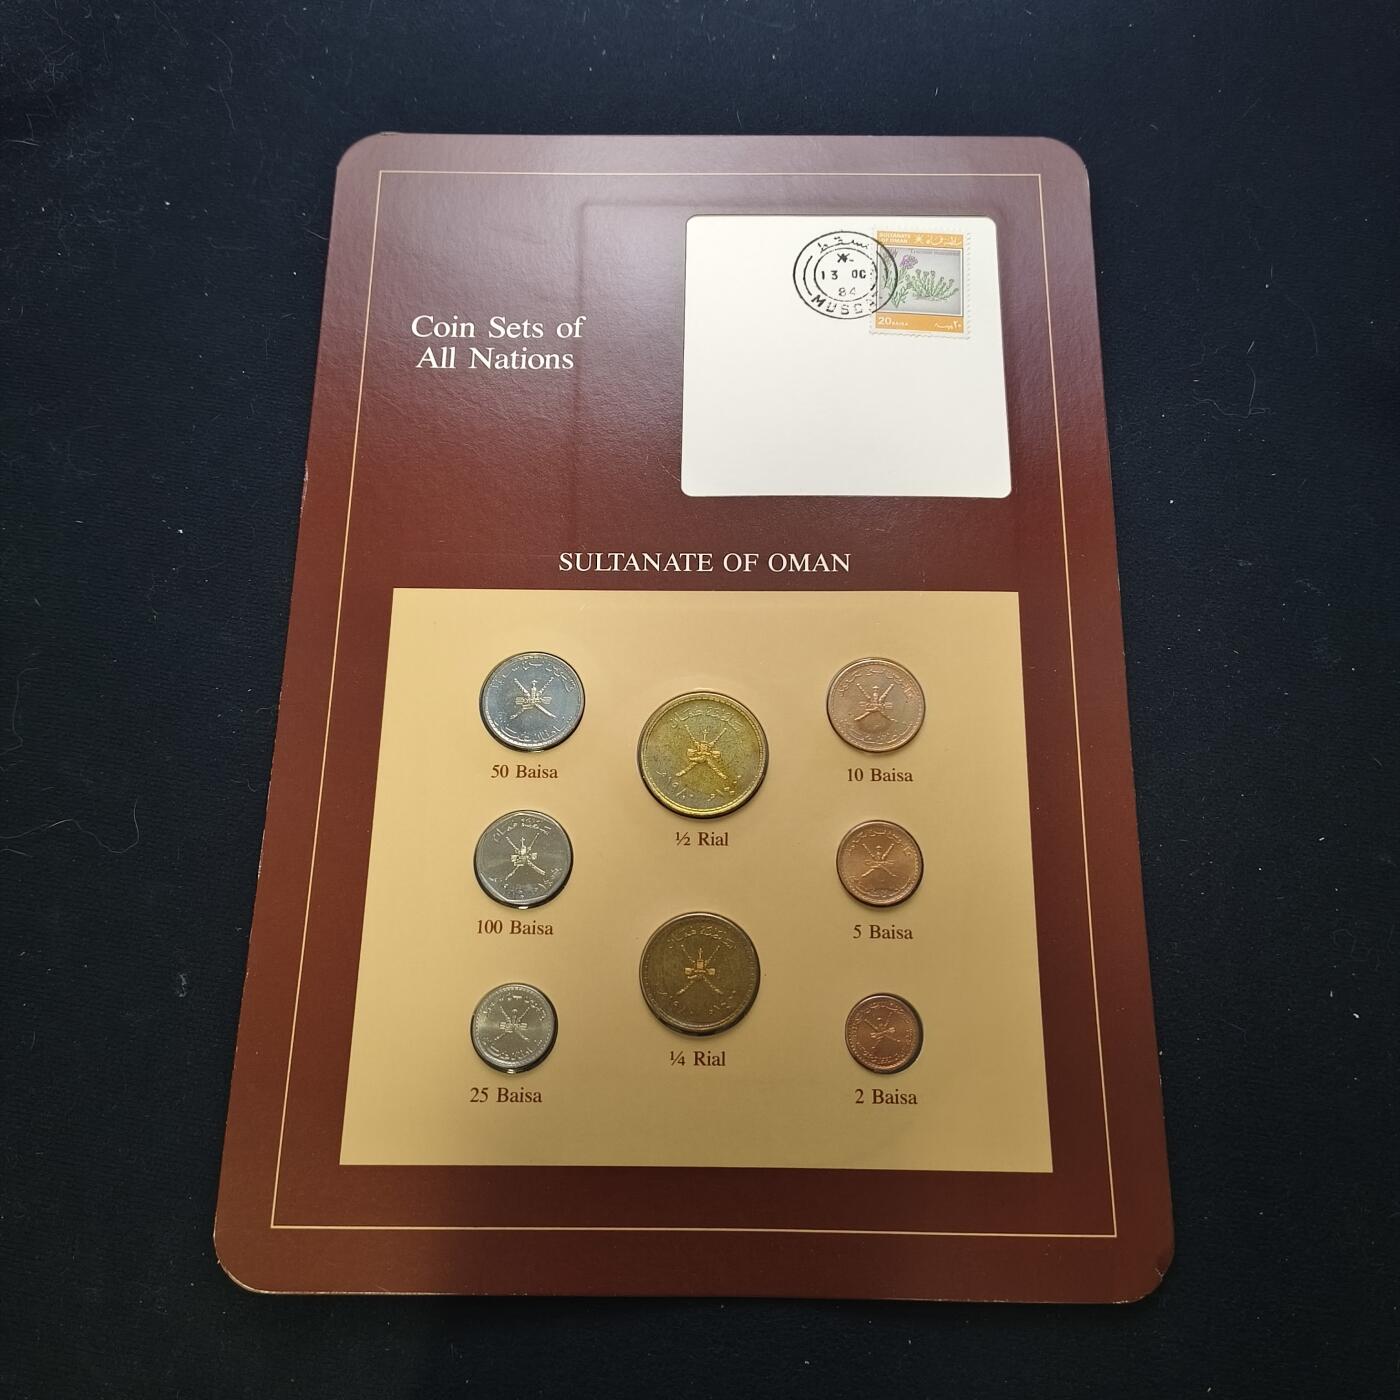 Coin Sets of
All Nations
13 OC
84
SULTANATE
OF OMAN
20 BAISA
SULTANATE OF OMAN
50 Baisa
10 Baisa
½ Rial
100 Baisa
5 Baisa
¼ Rial
25 Baisa
2 Baisa